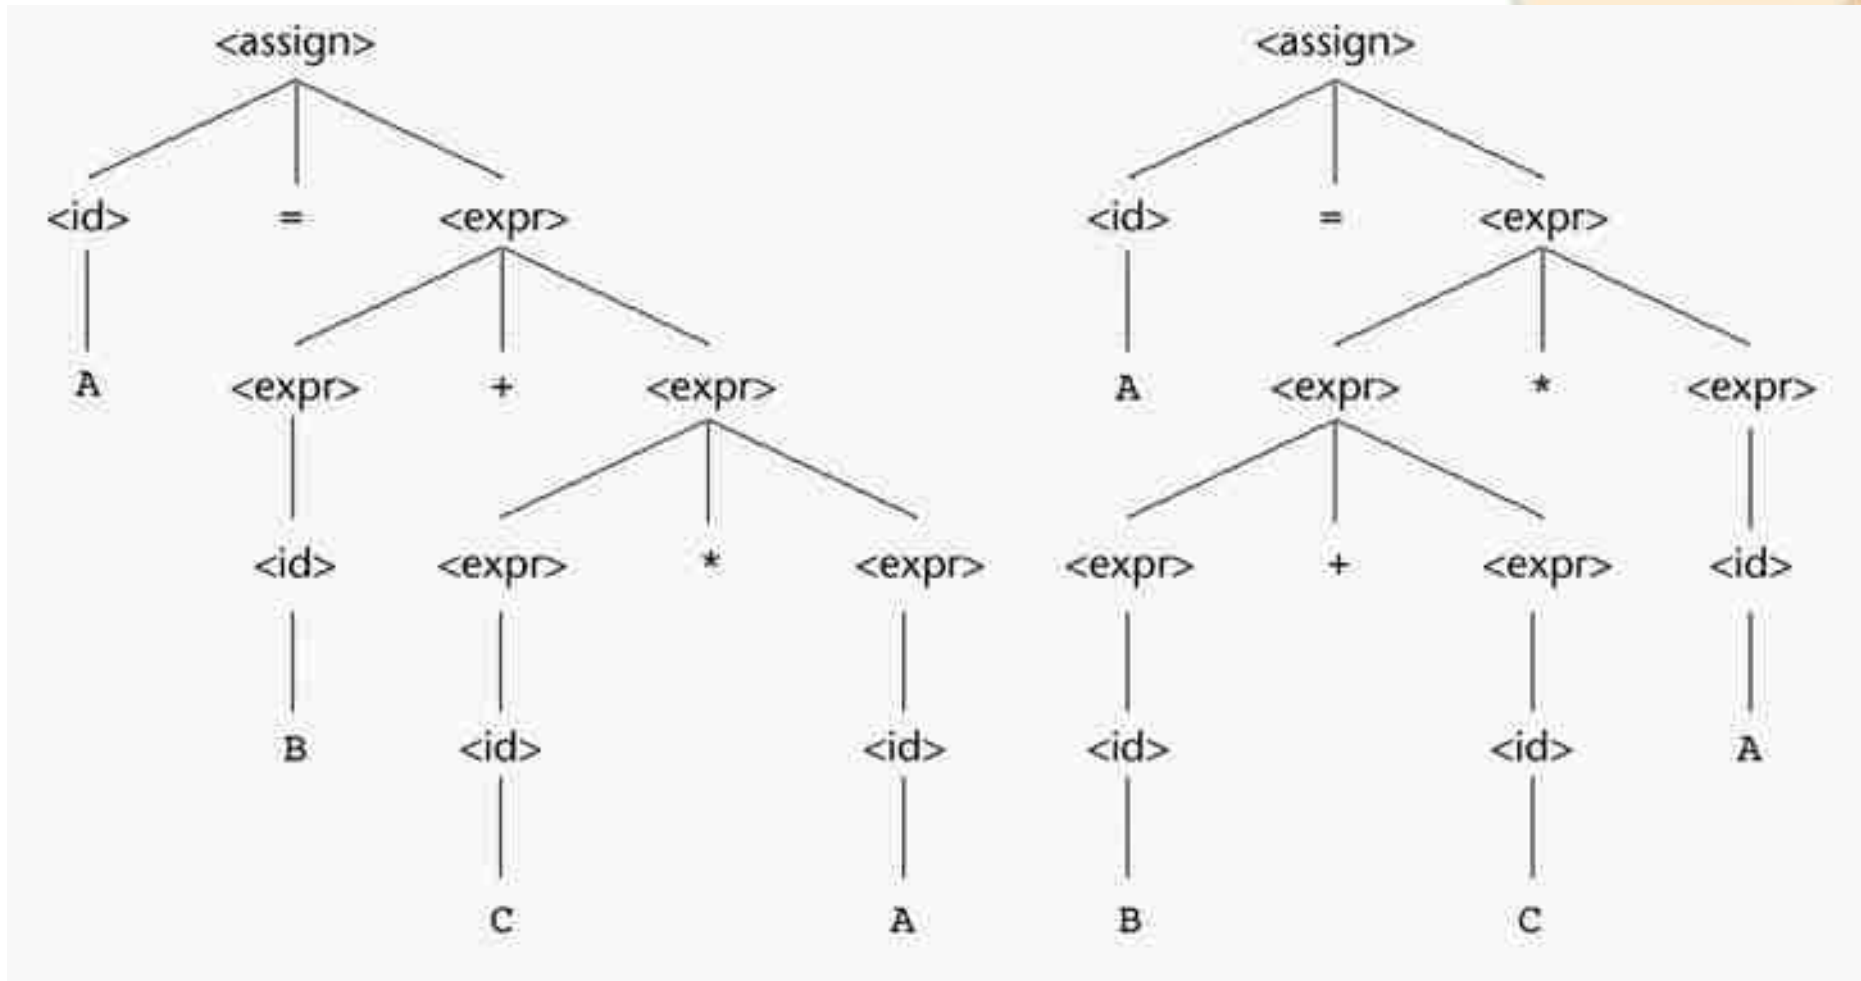 <assign> <assign>
<id> = <expr> <id> = <expr>
A <expr> + <expr> A <expr> * <expr>
<id> <expr> * <expr> <expr> + <expr> <id>
B <id> <id> <id> <id> A
C A B C